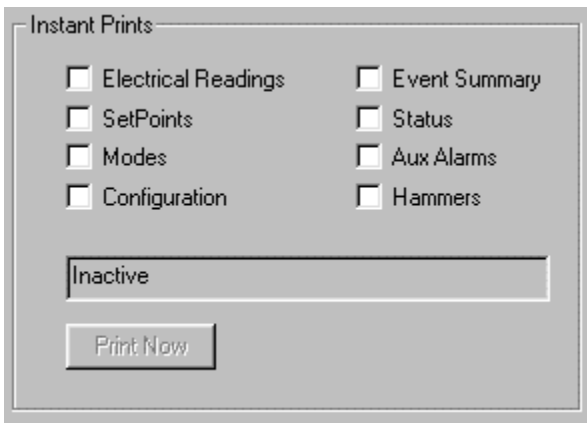 Instant Prints
Electrical Readings
Event Summary
SetPoints
Status
Modes
Aux Alarms
Configuration
Hammers
Inactive
Print Now